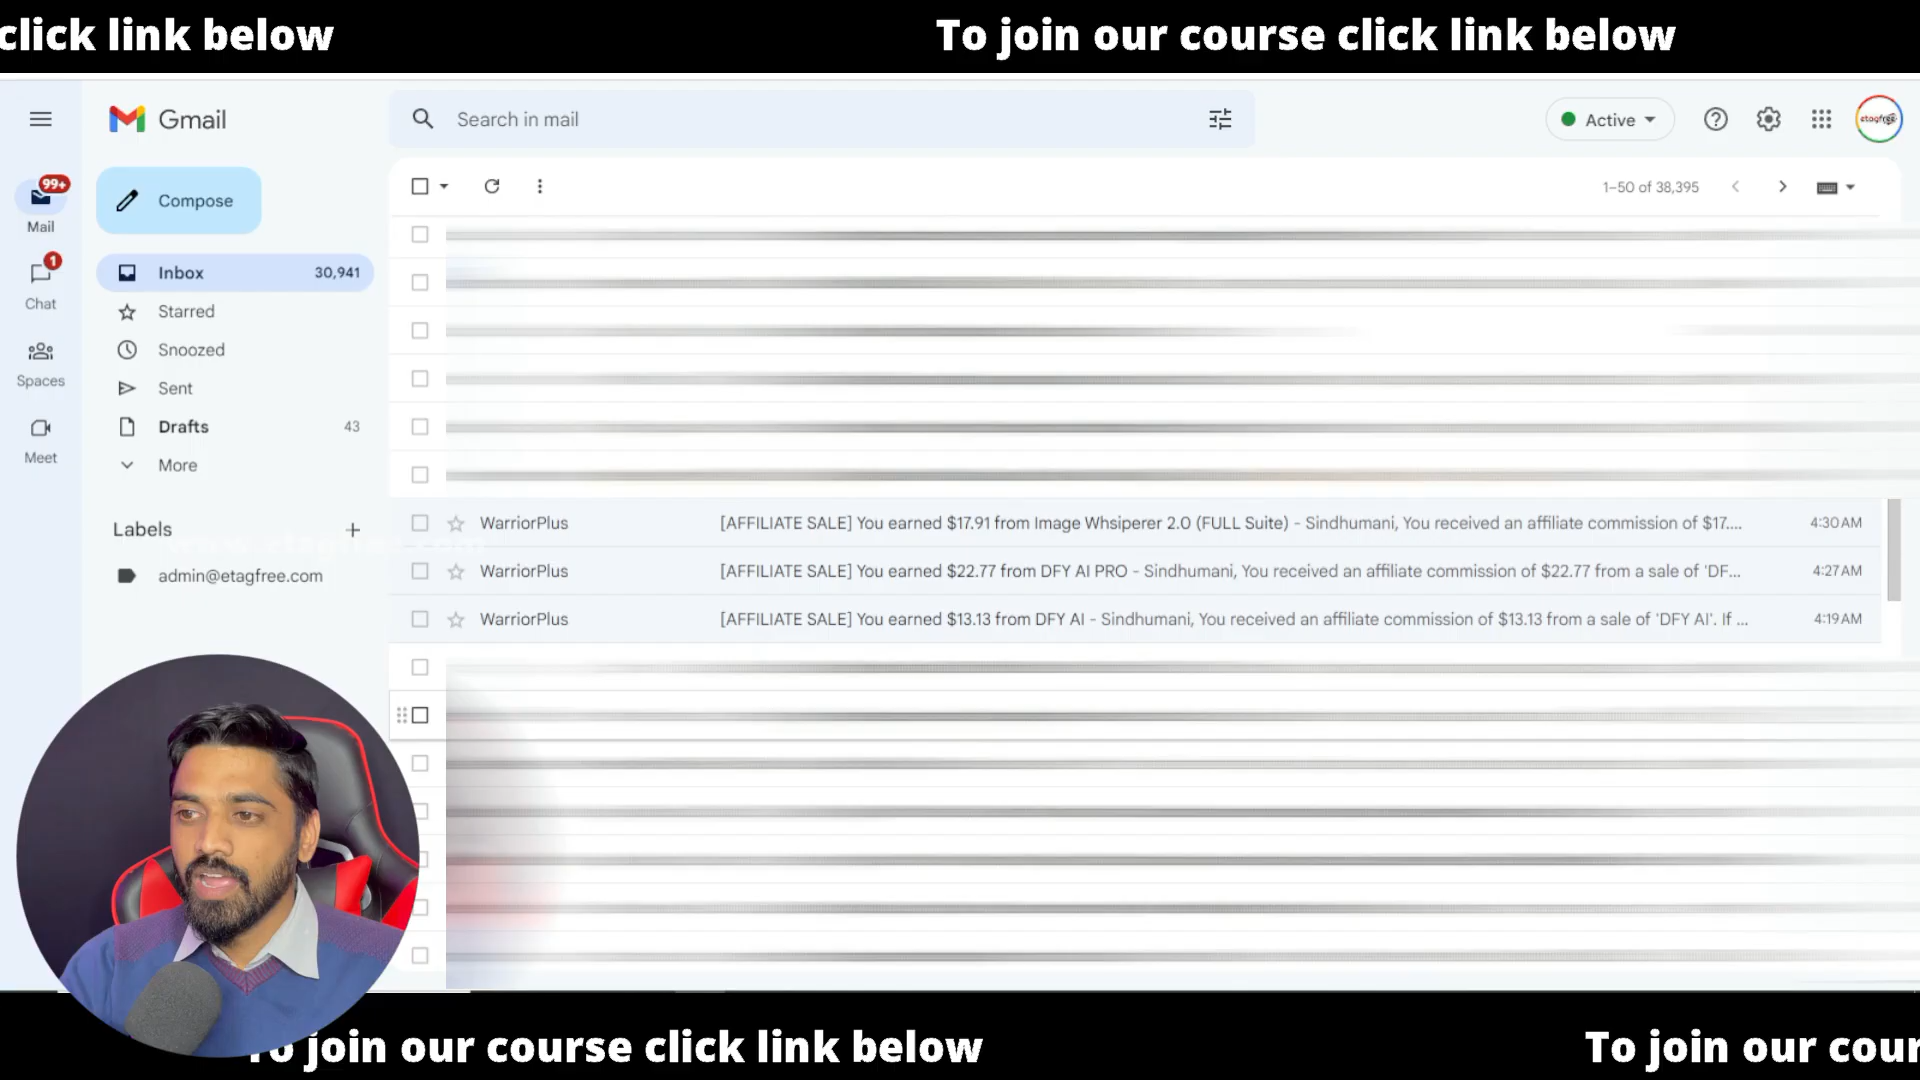 click link below
To join our course click link below
Gmail
Search in mail
Active
etagfree
99+
Mail
Compose
1–50 of 38,395
1
Chat
Inbox 30,941
Starred
Spaces
Snoozed
Sent
Meet
Drafts 43
More
Labels
admin@etagfree.com
WarriorPlus [AFFILIATE SALE] You earned $17.91 from Image Whsiperer 2.0 (FULL Suite) - Sindhumani, You received an affiliate commission of $17.... 4:30 AM
WarriorPlus [AFFILIATE SALE] You earned $22.77 from DFY AI PRO - Sindhumani, You received an affiliate commission of $22.77 from a sale of 'DF... 4:27 AM
WarriorPlus [AFFILIATE SALE] You earned $13.13 from DFY AI - Sindhumani, You received an affiliate commission of $13.13 from a sale of 'DFY AI'. If ... 4:19 AM
To join our course click link below
To join our cour